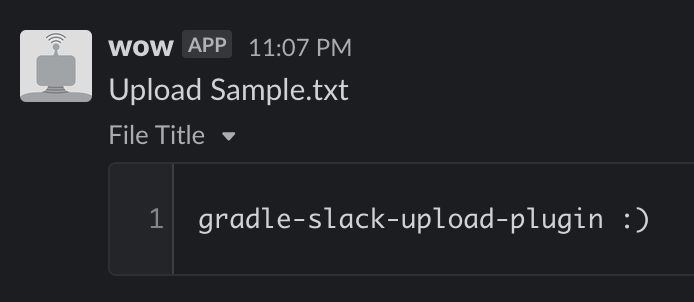 wow APP 11:07 PM
Upload Sample.txt
File Title
1 gradle-slack-upload-plugin :)